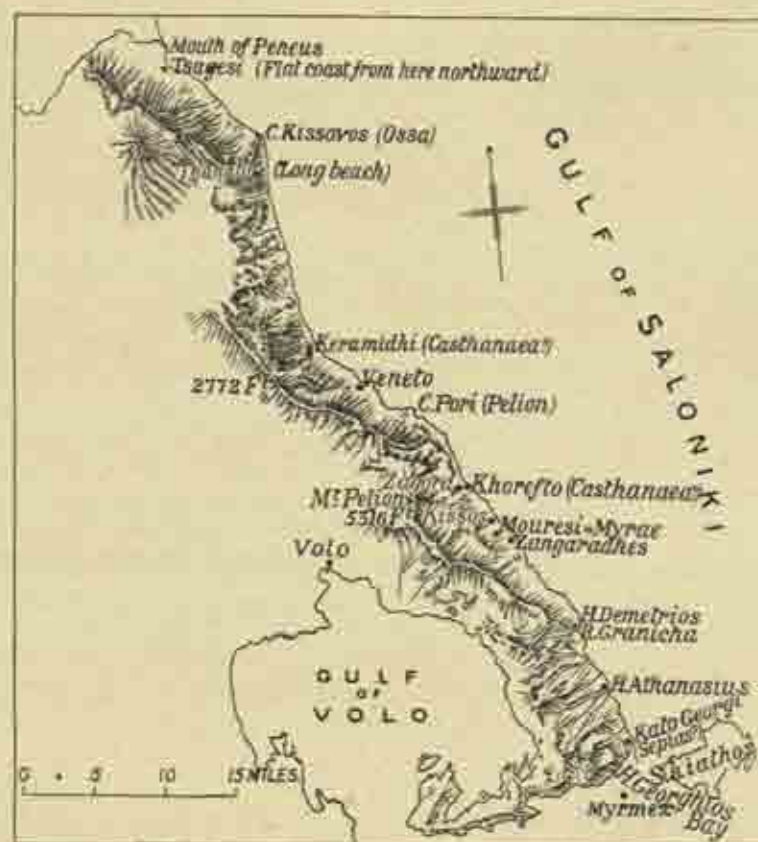 Mouth of Peneus
Tsagesi (Flat coast from here northward)
C. Kissovos (Ossa)
(Long beach)
GULF OF SALONIKI
Keramidhi (Casthanaea?)
2772 Ft
Veneto
C. Pori (Pelion)
Zagora
Khorefto (Casthanaea?)
Mt Pelion
5316 Ft
Kissos
Mouresi = Myrae
Zangaradhes
Volo
H. Demetrios
R. Granicha
GULF
OF
VOLO
H. Athanasius
Kato Georgi
(Sepias?)
Skiathos
H. Georghios
Bay
Myrmex
0 5 10 15 MILES